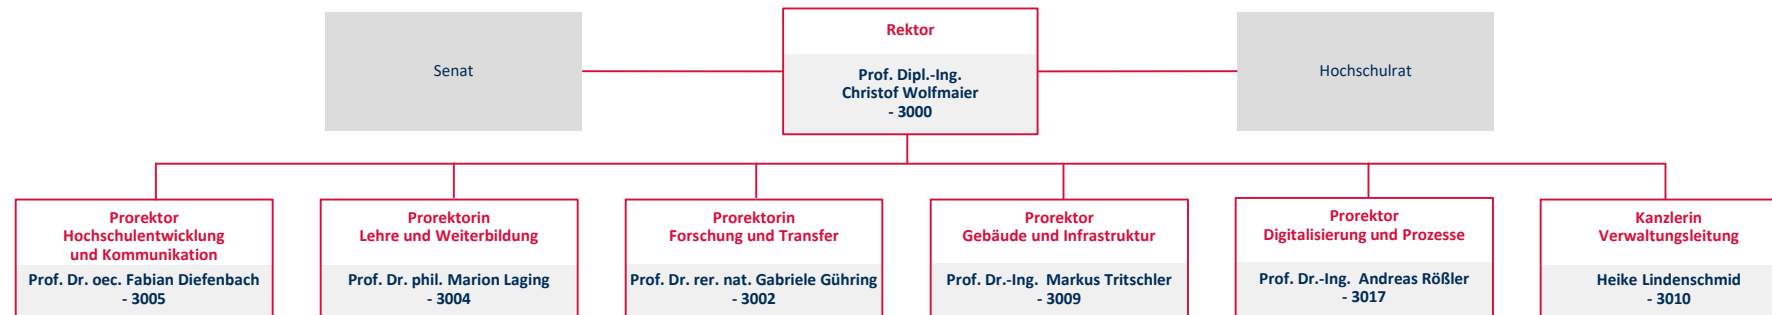 Senat
Rektor
Prof. Dipl.-Ing.
Christof Wolfmaier
- 3000
Hochschulrat
Prorektor
Hochschulentwicklung
und Kommunikation
Prof. Dr. oec. Fabian Diefenbach
- 3005
Prorektorin
Lehre und Weiterbildung
Prof. Dr. phil. Marion Laging
- 3004
Prorektorin
Forschung und Transfer
Prof. Dr. rer. nat. Gabriele Gühring
- 3002
Prorektor
Gebäude und Infrastruktur
Prof. Dr.-Ing. Markus Tritschler
- 3009
Prorektor
Digitalisierung und Prozesse
Prof. Dr.-Ing. Andreas Rößler
- 3017
Kanzlerin
Verwaltungsleitung
Heike Lindenschmid
- 3010